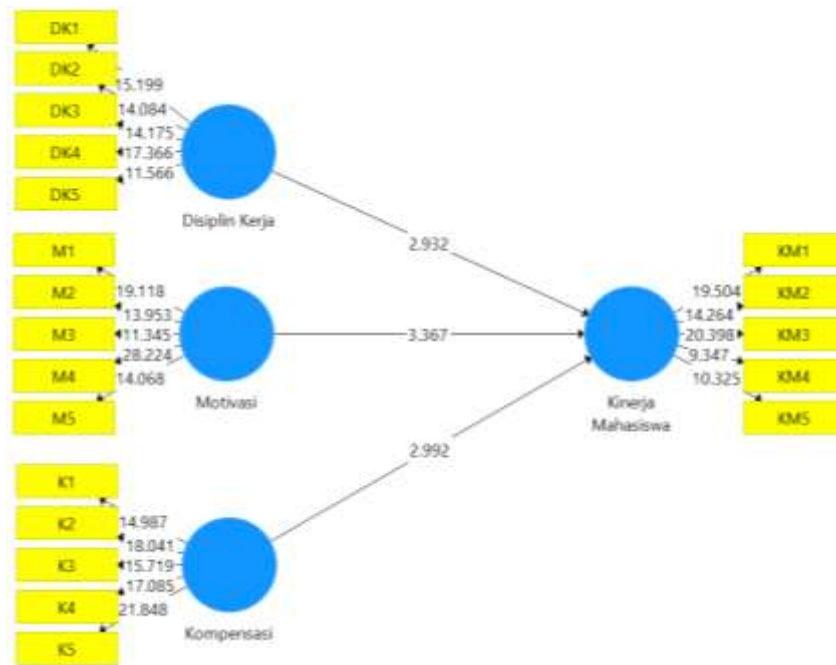 DK1
DK2
DK3
DK4
DK5
15.199
14.084
14.175
17.366
11.566
Disiplin Kerja
M1
M2
M3
M4
M5
19.118
13.953
11.345
28.224
14.068
Motivasi
K1
K2
K3
K4
K5
14.987
18.041
15.719
17.085
21.848
Kompensasi
2.932
3.367
2.992
Kinerja
Mahasiswa
19.504
14.264
20.398
9.347
10.325
KM1
KM2
KM3
KM4
KM5